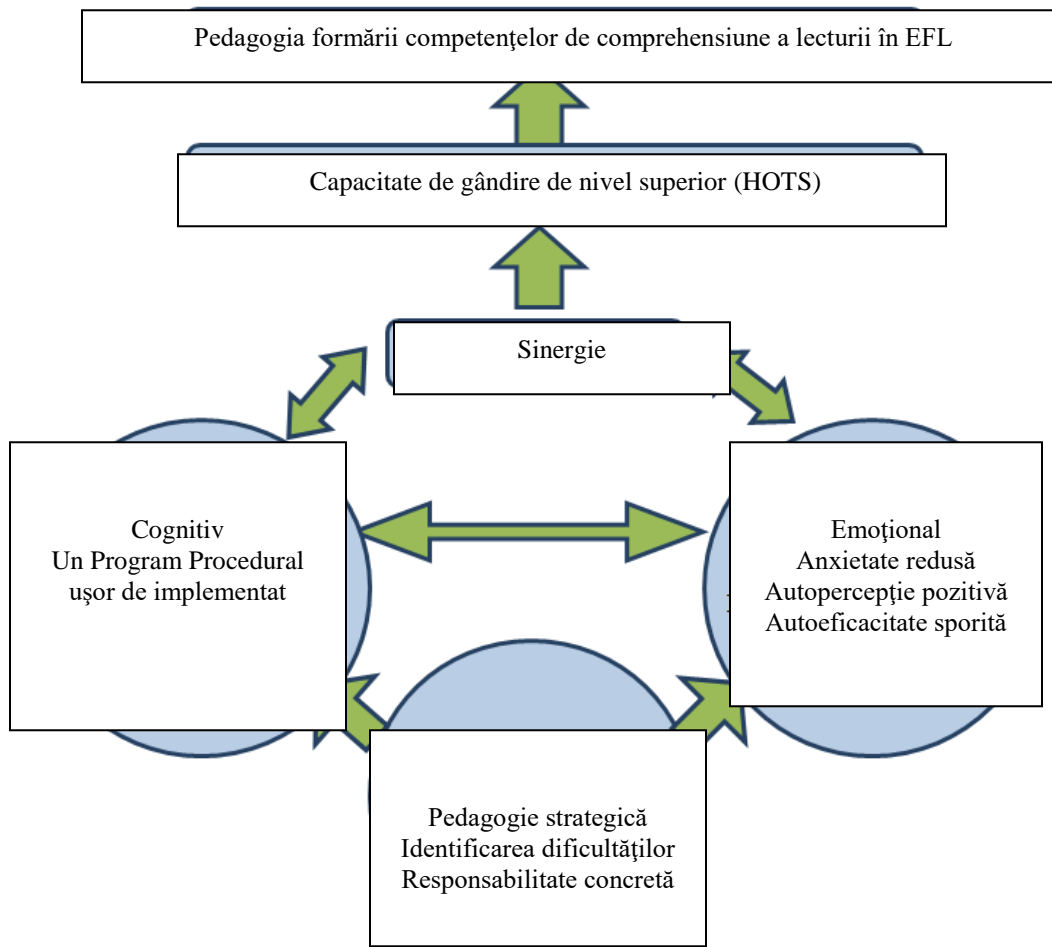 Pedagogia formării competenţelor de comprehensiune a lecturii în EFL
Capacitate de gândire de nivel superior (HOTS)
Sinergie
Cognitiv
Un Program Procedural
uşor de implementat
Emoţional
Anxietate redusă
Autopercepţie pozitivă
Autoeficacitate sporită
Pedagogie strategică
Identificarea dificultăţilor
Responsabilitate concretă